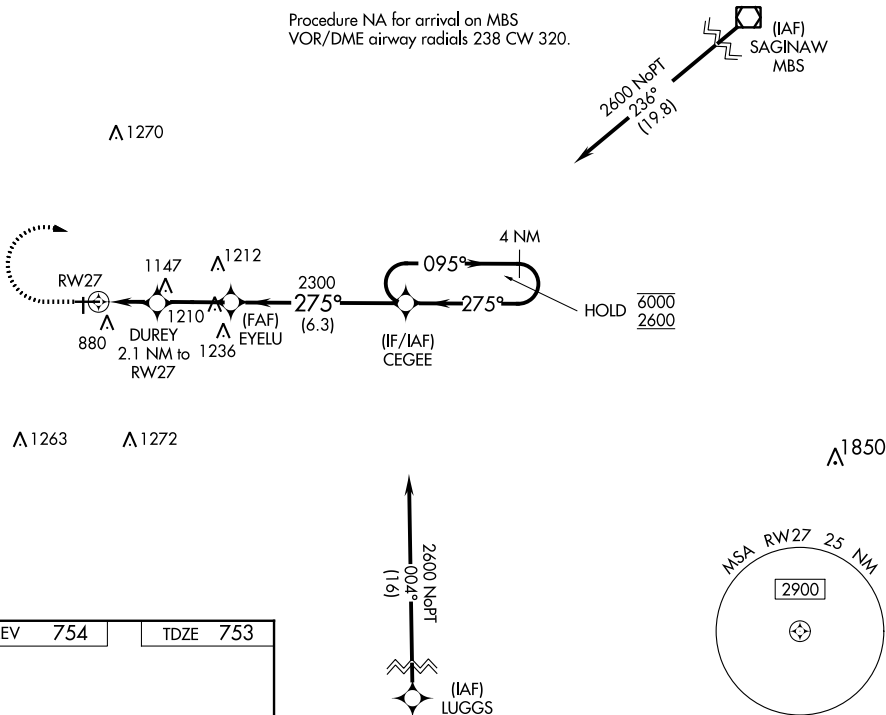 Procedure NA for arrival on MBS
VOR/DME airway radials 238 CW 320.
(IAF)
SAGINAW
MBS
2600 NoPT
236°
(19.8)
1270
1212
4 NM
095°
1147
RW27
2300
275°
(6.3)
275°
HOLD
6000
2600
1210
(FAF)
EYELU
(IF/IAF)
CEGEE
880
DUREY
2.1 NM to
RW27
1236
1263
1272
1850
2600 NoPT
004°
(16)
MSA RW27 25 NM
2900
EV 754
TDZE 753
(IAF)
LUGGS